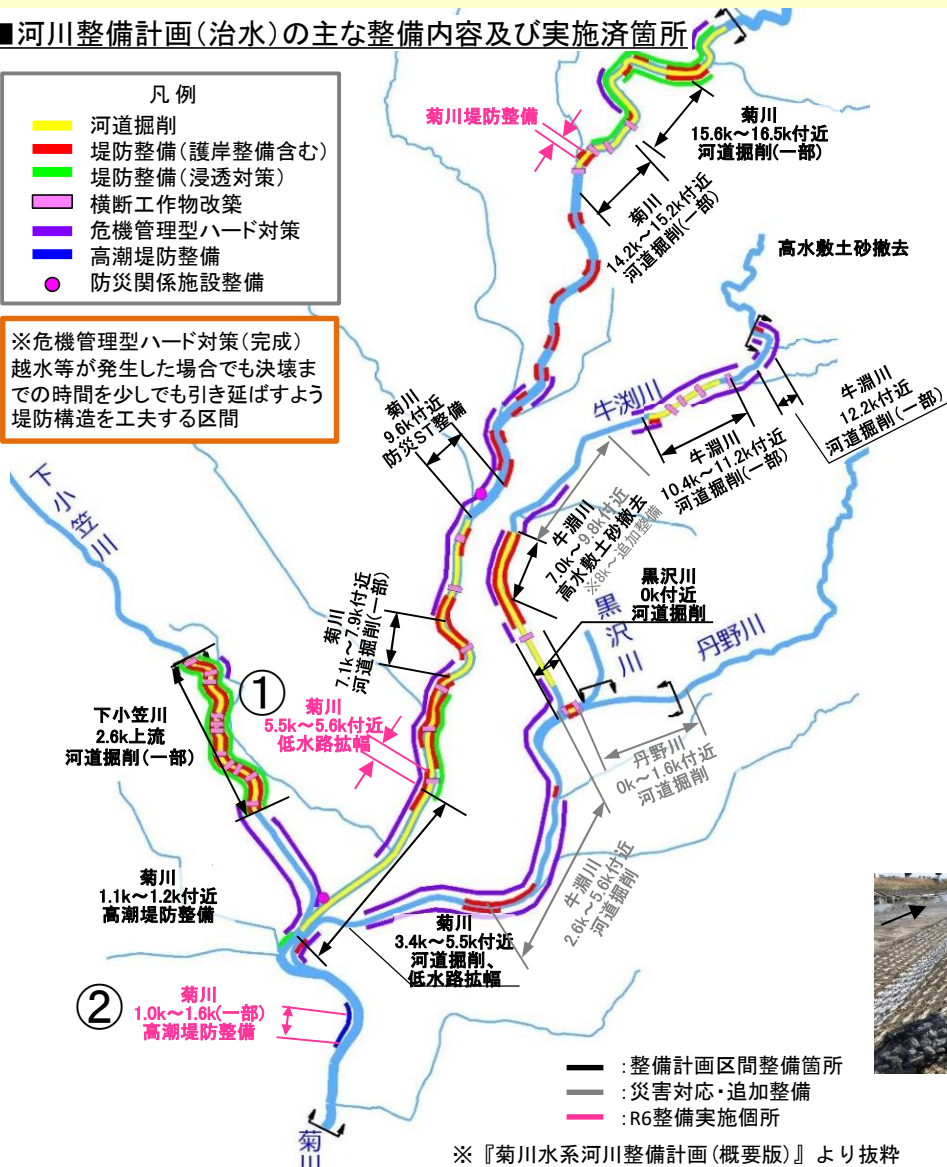 ■河川整備計画(治水)の主な整備内容及び実施済箇所
凡例
河道掘削
堤防整備(護岸整備含む)
堤防整備(浸透対策)
横断工作物改築
危機管理型ハード対策
高潮堤防整備
防災関係施設整備
※危機管理型ハード対策(完成)
越水等が発生した場合でも決壊ま
での時間を少しでも引き延ばすよう
堤防構造を工夫する区間
菊川堤防整備
菊川
15.6k~16.5k付近
河道掘削(一部)
菊川
14.2k~15.2k付近
河道掘削(一部)
高水敷土砂撤去
牛渕川
牛淵川
12.2k付近
河道掘削(一部)
牛淵川
10.4k~11.2k付近
河道掘削(一部)
菊川
9.6k付近
防災ST整備
下小笠川
牛淵川
7.0k~9.8k付近
高水敷土砂撤去
※8k~追加整備
黒沢川
0k付近
河道掘削
黒沢川
丹野川
菊川
7.1k~7.9k付近
河道掘削(一部)
①
下小笠川
2.6k上流
河道掘削(一部)
菊川
5.5k~5.6k付近
低水路拡幅
丹野川
0k~1.6k付近
河道掘削
牛淵川
2.6k~5.6k付近
河道掘削
菊川
1.1k~1.2k付近
高潮堤防整備
菊川
3.4k~5.5k付近
河道掘削、
低水路拡幅
②
菊川
1.0k~1.6k(一部)
高潮堤防整備
菊川
:整備計画区間整備箇所
:災害対応・追加整備
:R6整備実施個所
※『菊川水系河川整備計画(概要版)』より抜粋